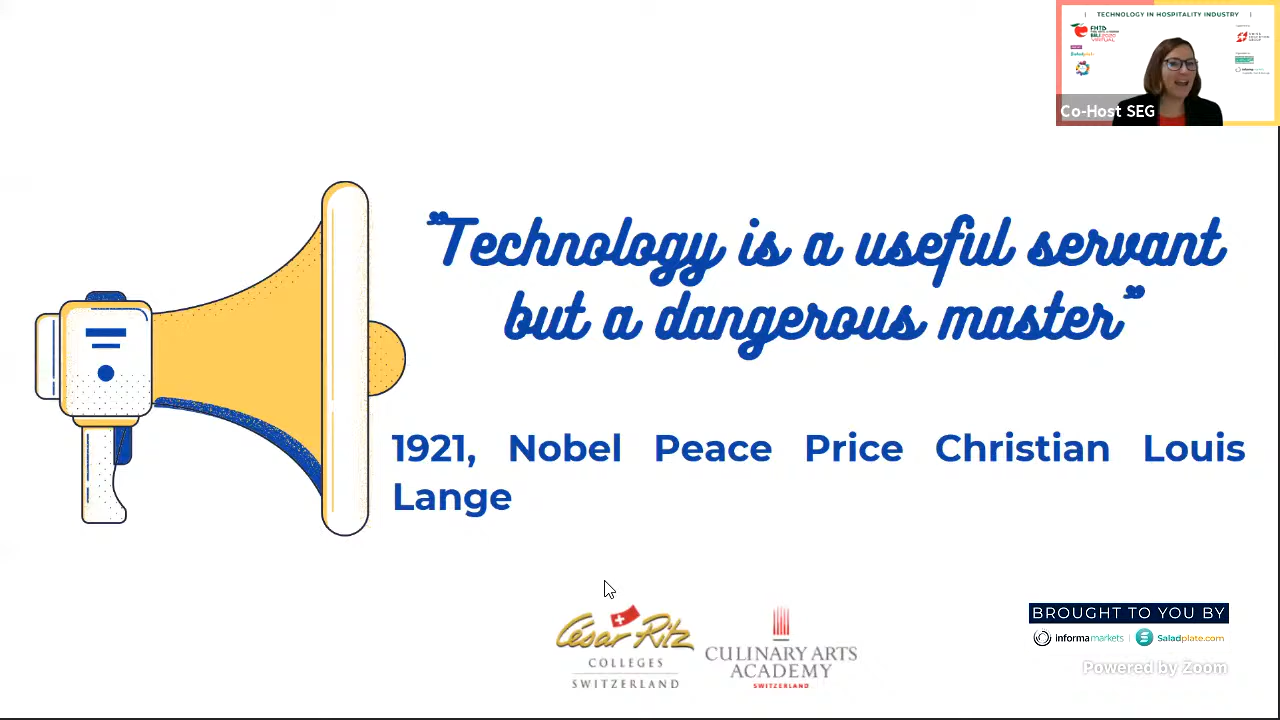 | TECHNOLOGY IN HOSPITALITY INDUSTRY |
Co-Host SEG
"Technology is a useful servant
but a dangerous master"
1921, Nobel Peace Price Christian Louis
Lange
César Ritz
COLLEGES
SWITZERLAND
CULINARY ARTS
ACADEMY
SWITZERLAND
BROUGHT TO YOU BY
informa markets | Saladplate.com
Powered by Zoom